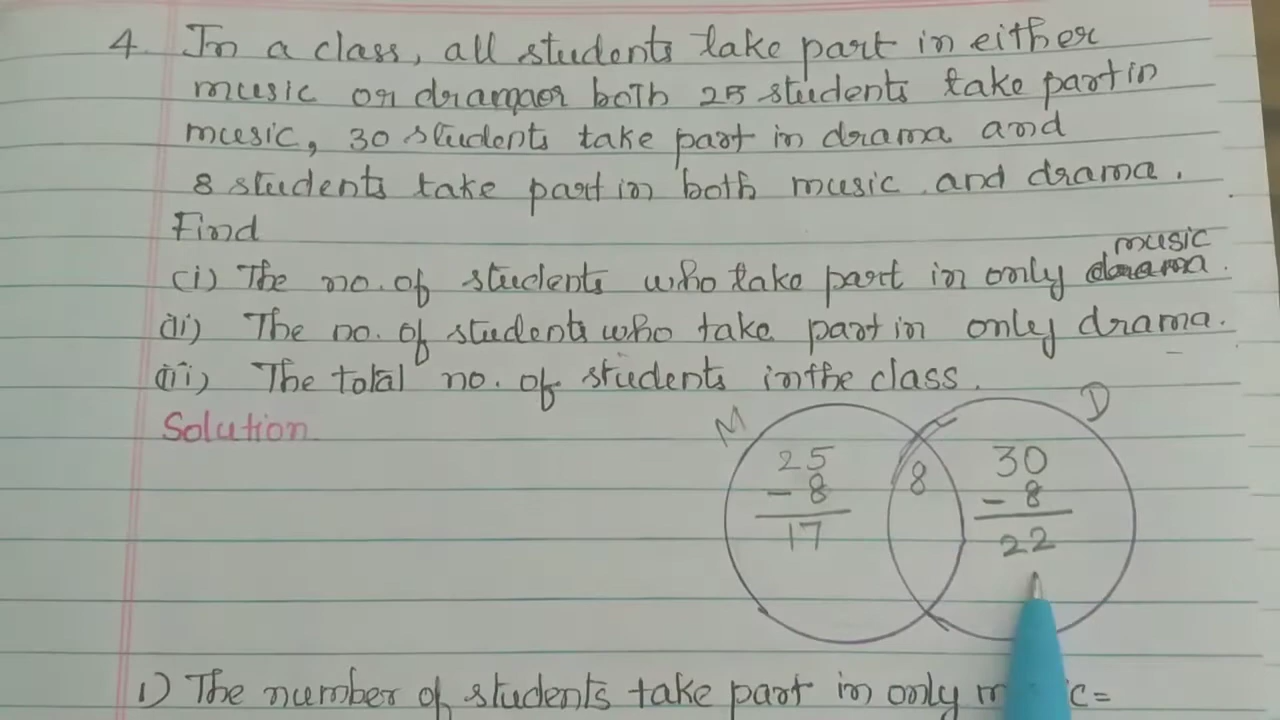 4. In a class, all students take part in either
music or drama or both 25 students take part in
music, 30 students take part in drama and
8 students take part in both music and drama.
Find
(i) The no. of students who take part in only music drama.
(ii) The no. of students who take part in only drama.
(iii) The total no. of students in the class.
Solution
M
D
25
- 8
17
8
30
- 8
22
1) The number of students take part in only =